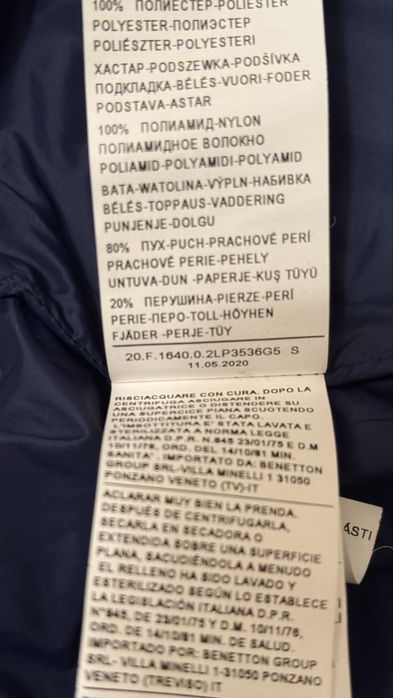 100% ПОЛИЕСТЕР-POLIESTER
POLYESTER-ПОЛИЭСТЕР
POLIÉSZTER-POLYESTERI
ХАСТАР-PODSZEWKA-PODŠÍVKA
ПОДКЛАДКА-BÉLÉS-VUORI-FODER
PODSTAVA-ASTAR
100% ПОЛИАМИД-NYLON
ПОЛИАМИДНОЕ ВОЛОКНО
POLIAMID-POLYAMIDI-POLYAMID
ВАТА-WATOLINA-VÝPLN-НАБИВКА
BÉLÉS-TOPPAUS-VADDERING
PUNJENJE-DOLGU
80% ПУХ-PUCH-PRACHOVÉ PERÍ
PRACHOVÉ PERIE-PEHELY
UNTUVA-DUN -PAPERJE-KUŞ TÜYÜ
20% ПЕРУШИНА-PIERZE-PERÍ
PERIE-ПЕРО-TOLL-HÖYHEN
FJÄDER -PERJE-TÜY
20.F.1640.0.2LP3536G5 S
11.05.2020
RISCIACQUARE CON CURA. DOPO LA
CENTRIFUGA ASCIUGARE IN
ASCIUGATRICE O DISTENDERE SU
UNA SUPERCICE PIANA SCUOTENDO
PERIODICAMENTE IL CAPO.
L'IMBOTTITURA E' STATA LAVATA E
STERILIZZATA A NORMA LEGGE
ITALIANA D.P.R. N.845 23/01/75 E D.M
10/11/76, ORD. DEL 14/10/81 MIN.
SANITA'. IMPORTATO DA: BENETTON
GROUP SRL-VILLA MINELLI 1 31050
PONZANO VENETO (TV)-IT
ACLARAR MUY BIEN LA PRENDA.
DESPUÉS DE CENTRIFUGARLA,
SECARLA EN SECADORA O
EXTENDIDA SOBRE UNA SUPERFICIE
PLANA, SACUDIÉNDOLA A MENUDO
EL RELLENO HA SIDO LAVADO Y
ESTERILIZADO SEGÚN LO ESTABLECE
LA LEGISLACIÓN ITALIANA D.P.R.
N°845, DE 23/01/75 Y D.M. 10/11/76,
ORD. DE 14/10/81 MIN. DE SALUD.
IMPORTADO POR: BENETTON GROUP
SRL- VILLA MINELLI 1 31050 PONZANO
VENETO (TREVISO) IT
ÁSTI